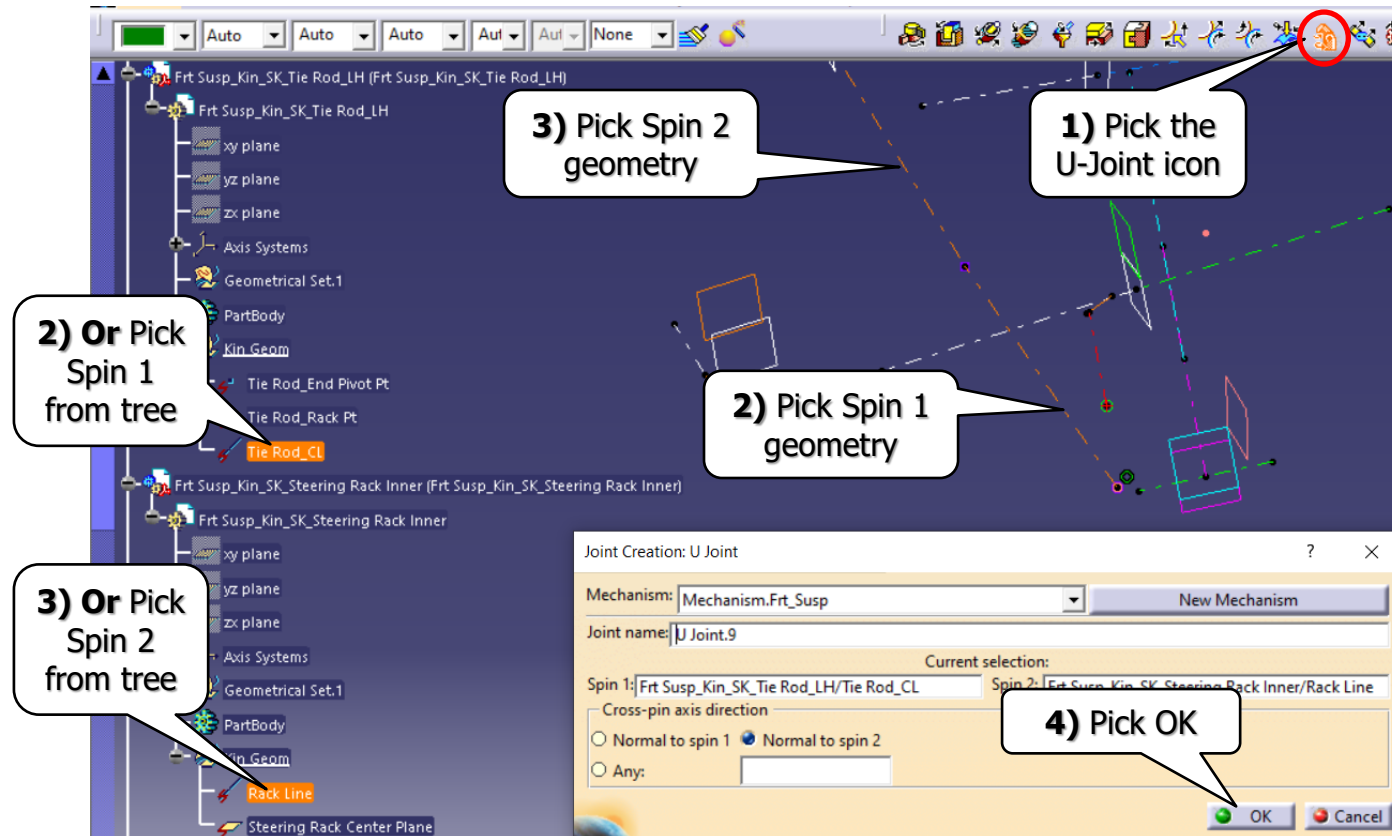 Auto
Auto
Auto
Aut
Aut
None
Frt Susp_Kin_SK_Tie Rod_LH (Frt Susp_Kin_SK_Tie Rod_LH)
Frt Susp_Kin_SK_Tie Rod_LH
xy plane
yz plane
zx plane
Axis Systems
Geometrical Set.1
PartBody
Kin Geom
Tie Rod_End Pivot Pt
Tie Rod_Rack Pt
Tie Rod_CL
Frt Susp_Kin_SK_Steering Rack Inner (Frt Susp_Kin_SK_Steering Rack Inner)
Frt Susp_Kin_SK_Steering Rack Inner
xy plane
yz plane
zx plane
Axis Systems
Geometrical Set.1
PartBody
Kin Geom
Rack Line
Steering Rack Center Plane
1) Pick the
U-Joint icon
2) Pick Spin 1
geometry
2) Or Pick
Spin 1
from tree
3) Pick Spin 2
geometry
3) Or Pick
Spin 2
from tree
4) Pick OK
Joint Creation: U Joint
?
Mechanism: Mechanism.Frt_Susp
New Mechanism
Joint name: U Joint.9
Current selection:
Spin 1: Frt Susp_Kin_SK_Tie Rod_LH/Tie Rod_CL
Spin 2: Frt Susp_Kin_SK_Steering Rack Inner/Rack Line
Cross-pin axis direction
Normal to spin 1
Normal to spin 2
Any:
OK
Cancel